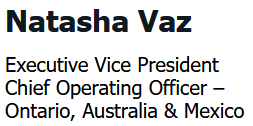 Natasha Vaz
Executive Vice President
Chief Operating Officer –
Ontario, Australia & Mexico